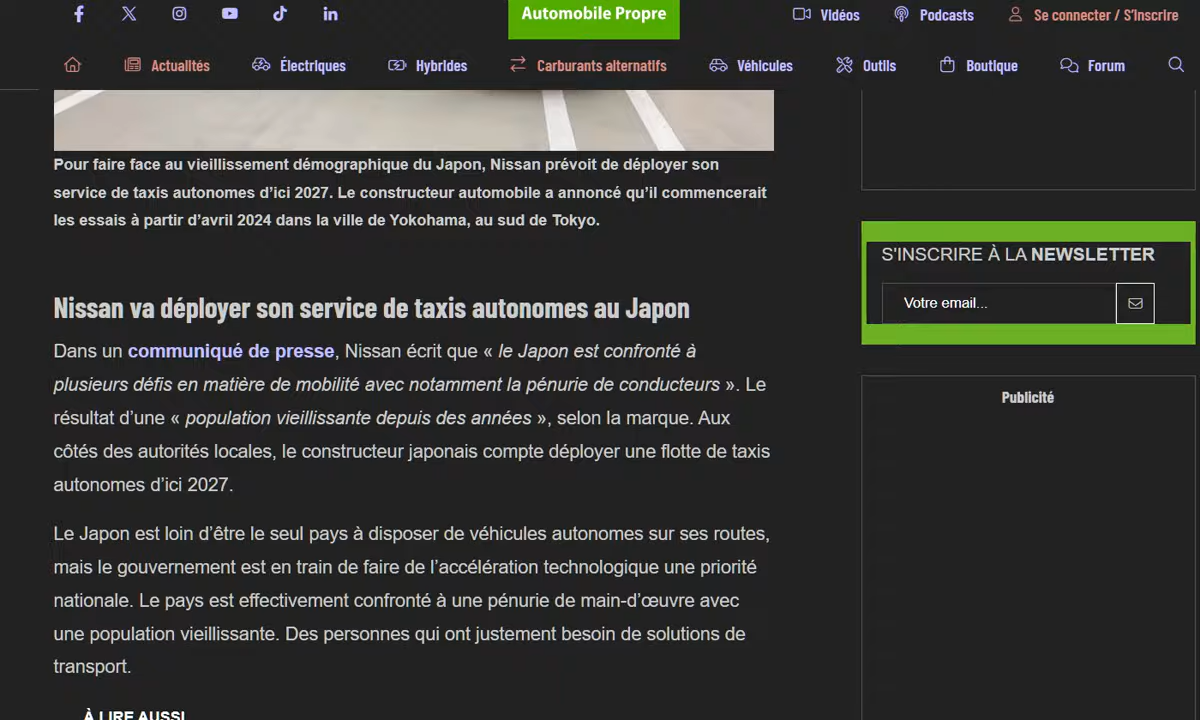 Automobile Propre
Vidéos
Podcasts
Se connecter / S'inscrire
Actualités
Électriques
Hybrides
Carburants alternatifs
Véhicules
Outils
Boutique
Forum
Pour faire face au vieillissement démographique du Japon, Nissan prévoit de déployer son
service de taxis autonomes d’ici 2027. Le constructeur automobile a annoncé qu’il commencerait
les essais à partir d’avril 2024 dans la ville de Yokohama, au sud de Tokyo.
Nissan va déployer son service de taxis autonomes au Japon
Dans un communiqué de presse, Nissan écrit que « le Japon est confronté à
plusieurs défis en matière de mobilité avec notamment la pénurie de conducteurs ». Le
résultat d’une « population vieillissante depuis des années », selon la marque. Aux
côtés des autorités locales, le constructeur japonais compte déployer une flotte de taxis
autonomes d’ici 2027.
Le Japon est loin d’être le seul pays à disposer de véhicules autonomes sur ses routes,
mais le gouvernement est en train de faire de l’accélération technologique une priorité
nationale. Le pays est effectivement confronté à une pénurie de main-d’œuvre avec
une population vieillissante. Des personnes qui ont justement besoin de solutions de
transport.
À LIRE AUSSI
S'INSCRIRE À LA NEWSLETTER
Votre email...
Publicité